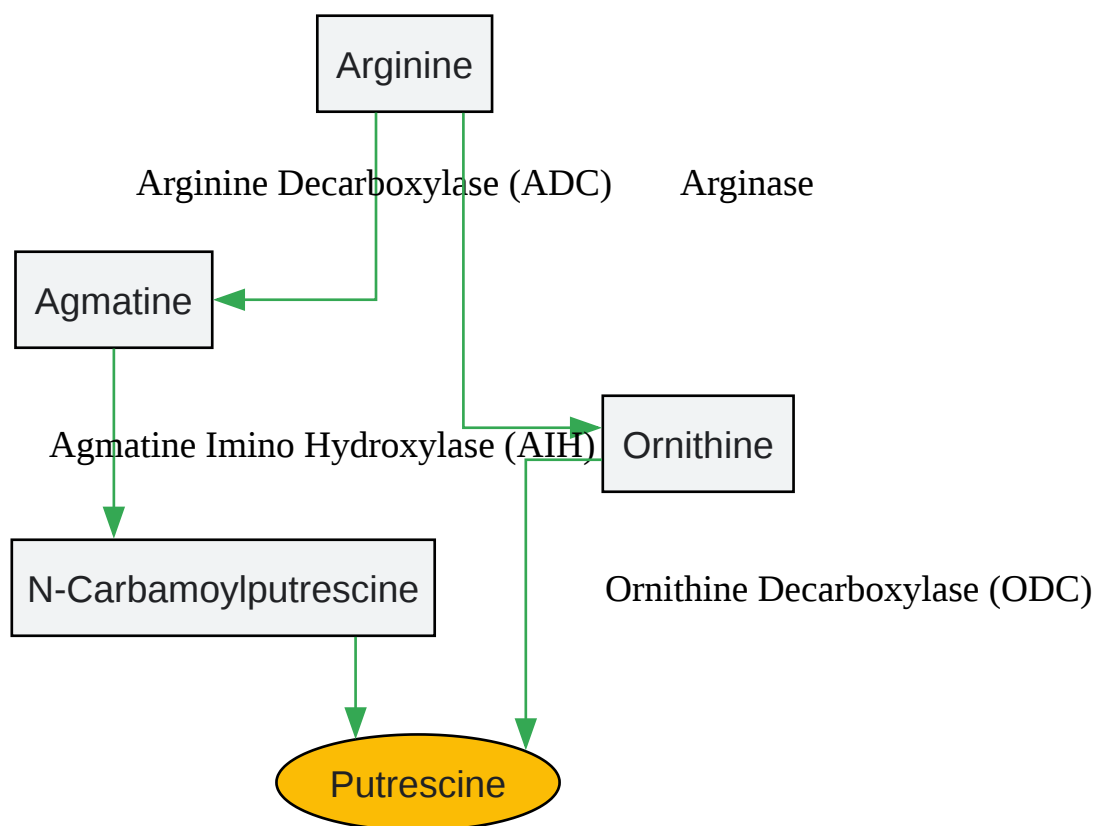 Arginine
Arginine Decarboxylase (ADC)
Arginase
Agmatine
Agmatine Imino Hydroxylase (AIH)
Ornithine
N-Carbamoylputrescine
Ornithine Decarboxylase (ODC)
Putrescine